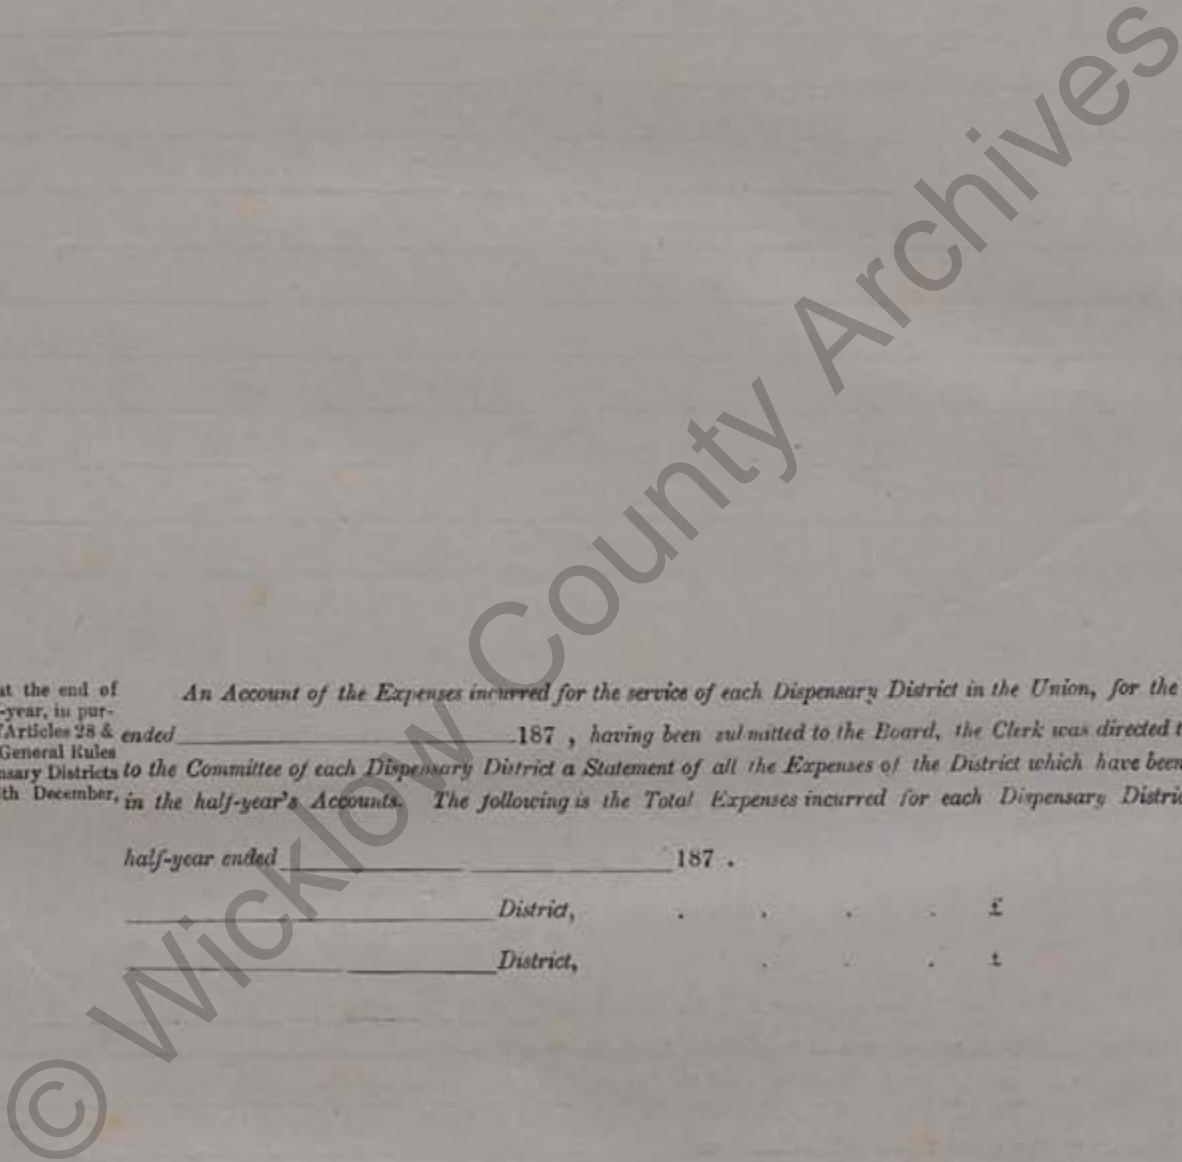 at the end of
-year, in pur-
Articles 28 &
General Rules
nsary Districts
th December,
An Account of the Expenses incurred for the service of each Dispensary District in the Union, for the
ended 187 , having been submitted to the Board, the Clerk was directed t
to the Committee of each Dispensary District a Statement of all the Expenses of the District which have been
in the half-year's Accounts. The following is the Total Expenses incurred for each Dispensary Distric
half-year ended 187 .
District, . . . . £
District, . . . £
© Wicklow County Archives